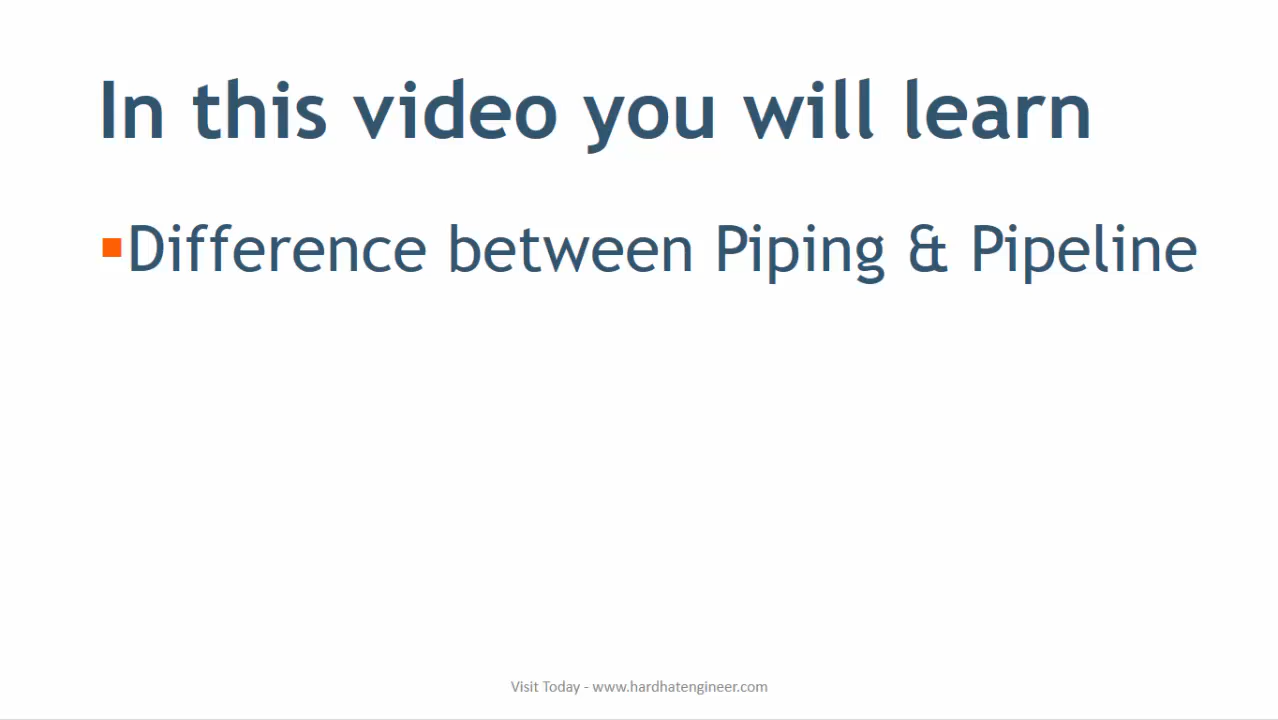 In this video you will learn
▪Difference between Piping & Pipeline
Visit Today - www.hardhatengineer.com